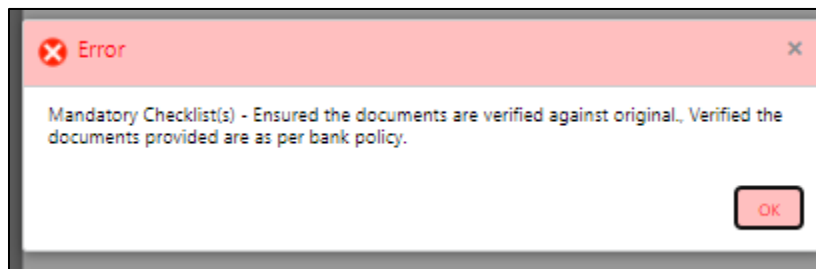 Error
Mandatory Checklist(s) - Ensured the documents are verified against original., Verified the
documents provided are as per bank policy.
OK